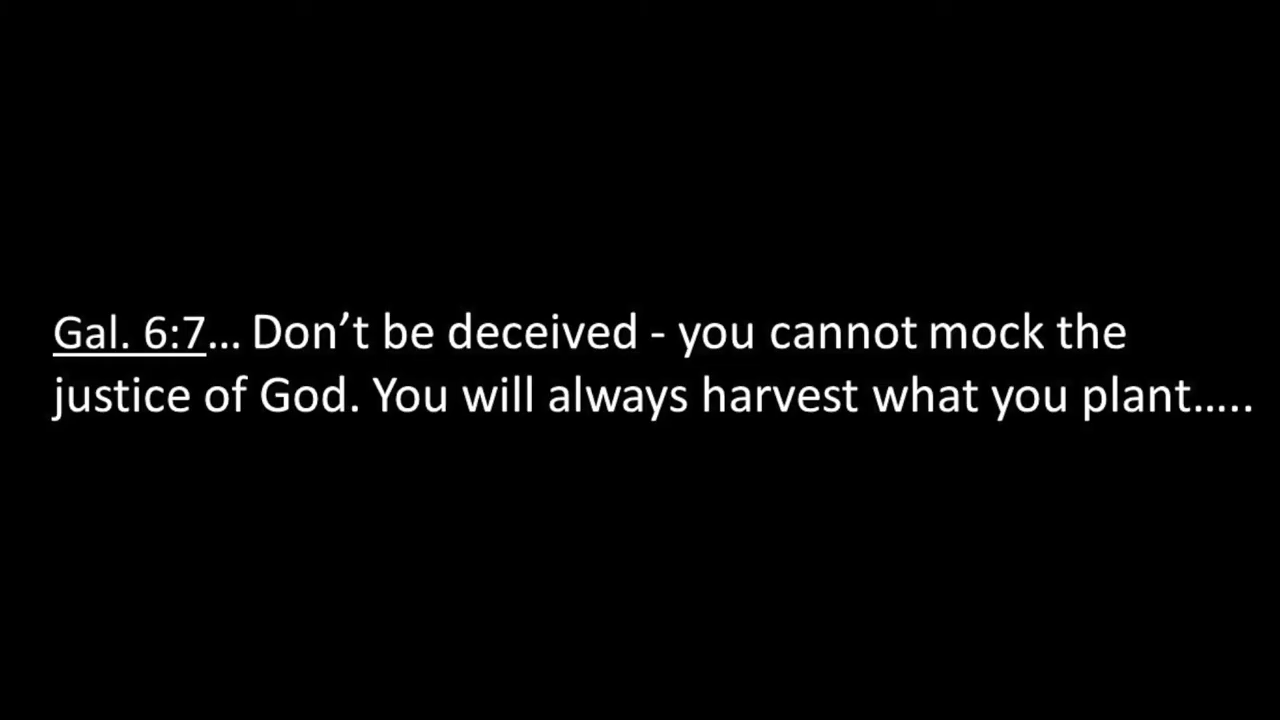 Gal. 6:7… Don’t be deceived - you cannot mock the
justice of God. You will always harvest what you plant…..